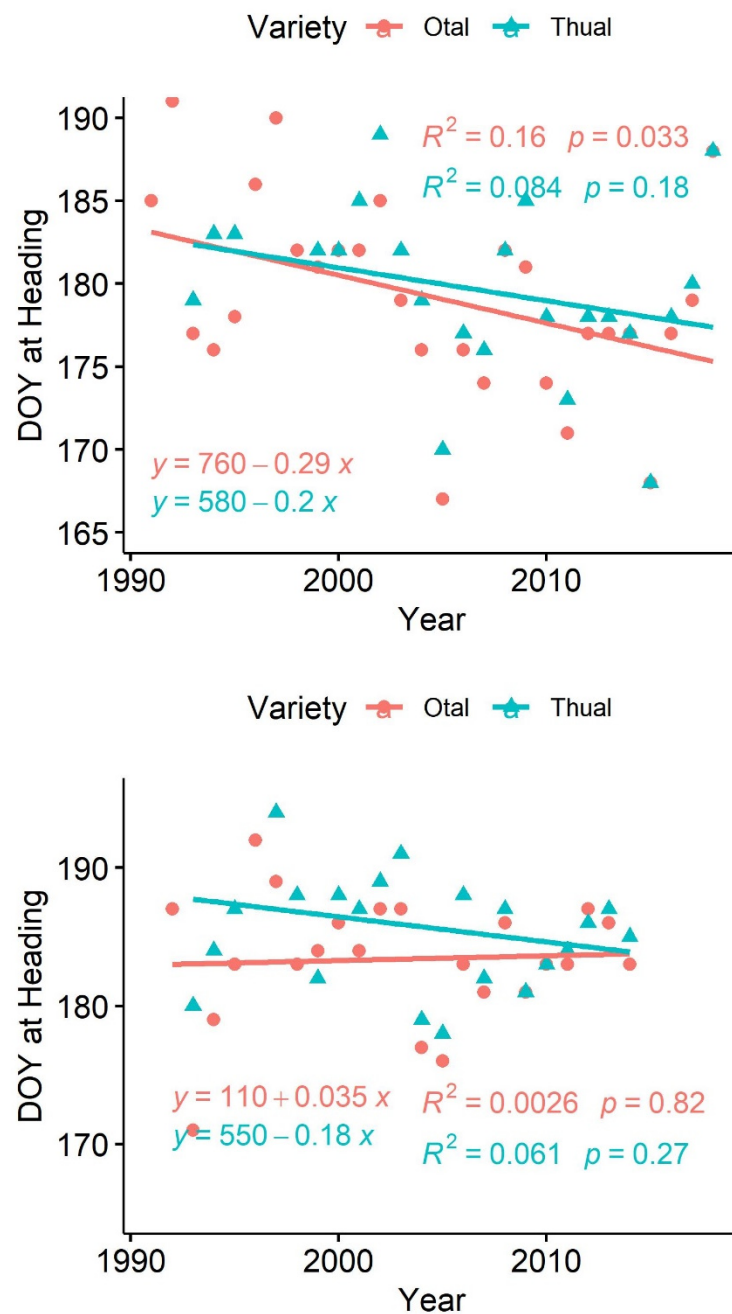 Variety a Otal a Thual
190
185
180
175
170
165
DOY at Heading
R² = 0.16 p = 0.033
R² = 0.084 p = 0.18
y = 760 – 0.29 x
y = 580 – 0.2 x
1990 2000 2010
Year
Variety a Otal a Thual
190
180
170
DOY at Heading
y = 110 + 0.035 x
y = 550 – 0.18 x
R² = 0.0026 p = 0.82
R² = 0.061 p = 0.27
1990 2000 2010
Year